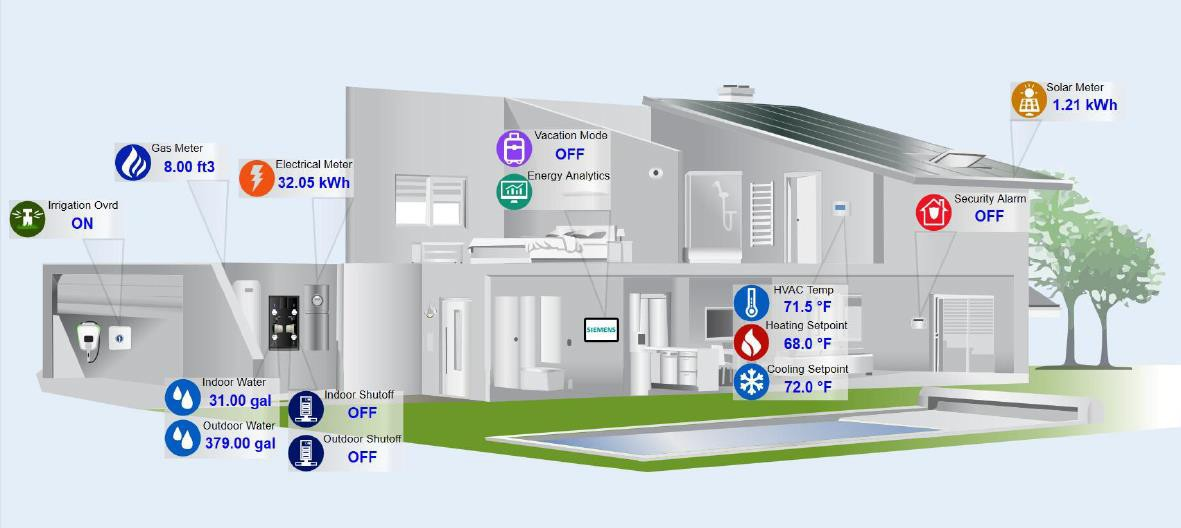 Solar Meter
1.21 kWh
Vacation Mode
OFF
Energy Analytics
Gas Meter
8.00 ft3
Electrical Meter
32.05 kWh
Irrigation Ovrd
ON
Security Alarm
OFF
SIEMENS
HVAC Temp
71.5 °F
Heating Setpoint
68.0 °F
Cooling Setpoint
72.0 °F
Indoor Water
31.00 gal
Outdoor Water
379.00 gal
Indoor Shutoff
OFF
Outdoor Shutoff
OFF